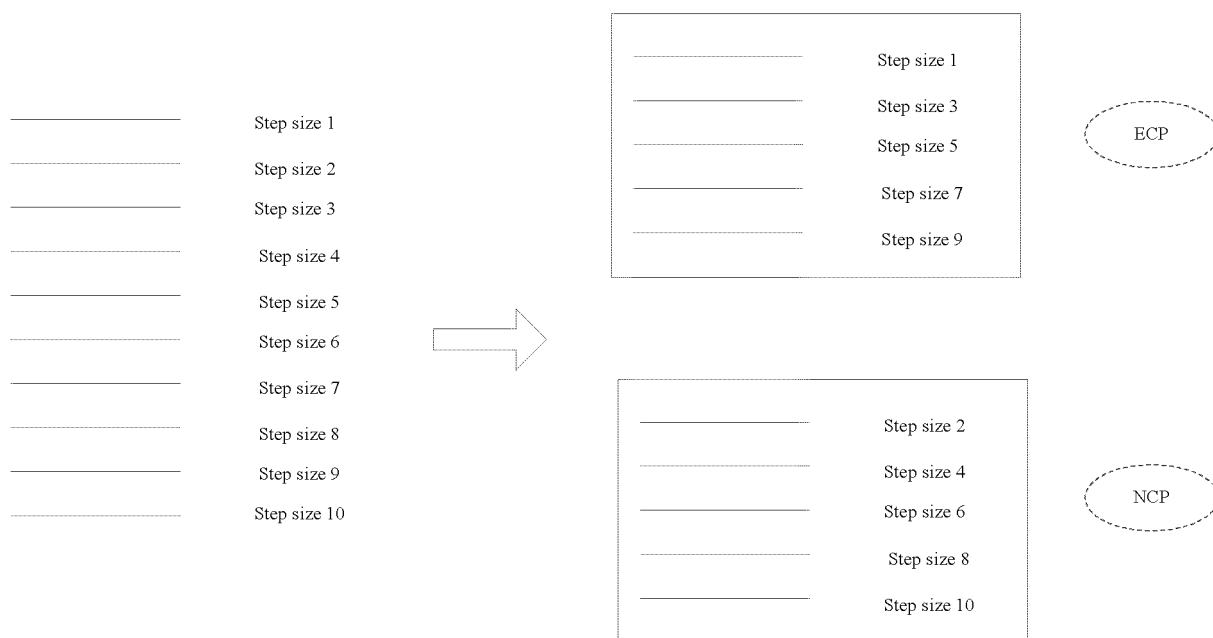 Step size 1
Step size 2
Step size 3
Step size 4
Step size 5
Step size 6
Step size 7
Step size 8
Step size 9
Step size 10
Step size 1
Step size 3
Step size 5
Step size 7
Step size 9
ECP
Step size 2
Step size 4
Step size 6
Step size 8
Step size 10
NCP